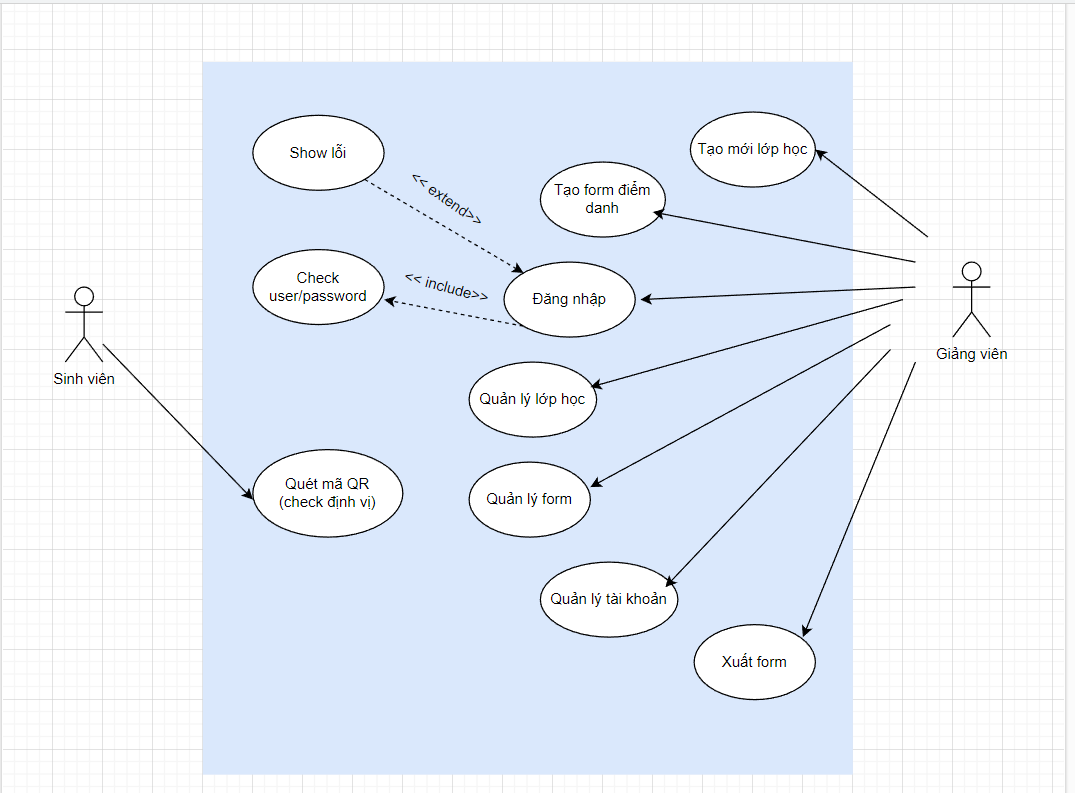 Show lỗi
Tạo mới lớp học
<< extend>>
Tạo form điểm
danh
Check
user/password
<< include>>
Đăng nhập
Sinh viên
Giảng viên
Quản lý lớp học
Quét mã QR
(check định vị)
Quản lý form
Quản lý tài khoản
Xuất form